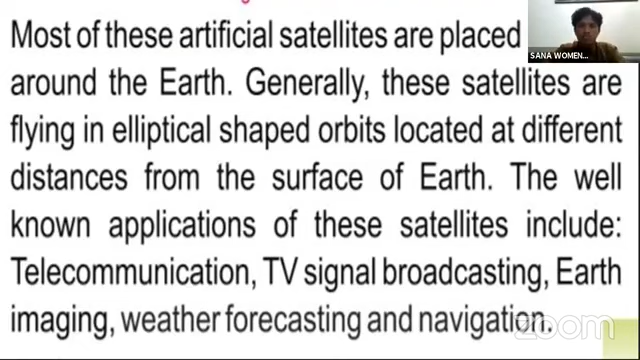 Most of these artificial satellites are placed
SANA WOMEN...
around the Earth. Generally, these satellites are
flying in elliptical shaped orbits located at different
distances from the surface of Earth. The well
known applications of these satellites include:
Telecommunication, TV signal broadcasting, Earth
imaging, weather forecasting and navigation.
zoom